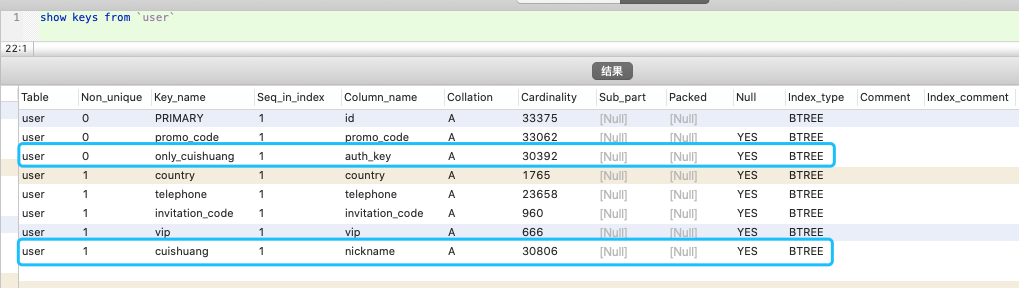 1 show keys from `user`
22:1
结果
Table Non_unique Key_name Seq_in_index Column_name Collation Cardinality Sub_part Packed Null Index_type Comment Index_comment
user 0 PRIMARY 1 id A 33375 [Null] [Null] BTREE
user 0 promo_code 1 promo_code A 33062 [Null] [Null] YES BTREE
user 0 only_cuishuang 1 auth_key A 30392 [Null] [Null] YES BTREE
user 1 country 1 country A 1765 [Null] [Null] YES BTREE
user 1 telephone 1 telephone A 23658 [Null] [Null] YES BTREE
user 1 invitation_code 1 invitation_code A 960 [Null] [Null] YES BTREE
user 1 vip 1 vip A 666 [Null] [Null] YES BTREE
user 1 cuishuang 1 nickname A 30806 [Null] [Null] YES BTREE